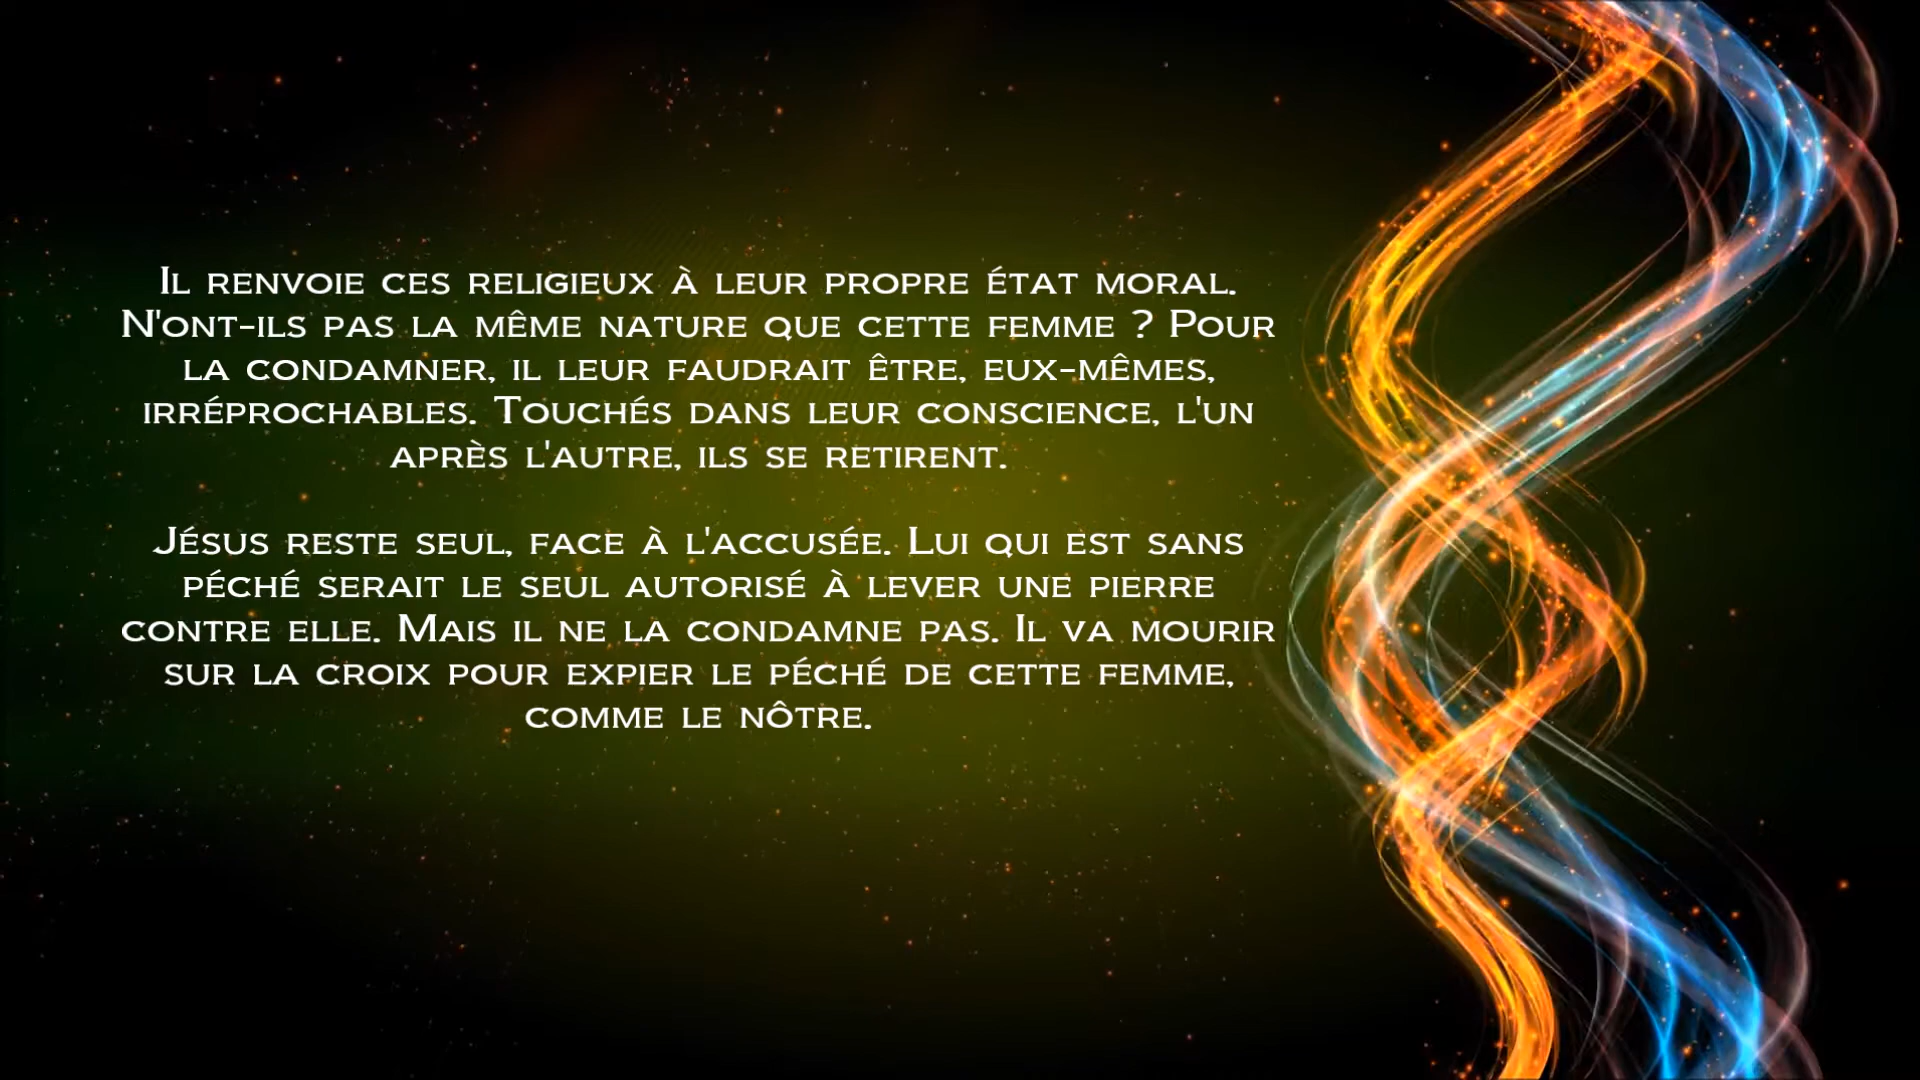 Il renvoie ces religieux à leur propre état moral.
N'ont-ils pas la même nature que cette femme ? Pour
la condamner, il leur faudrait être, eux-mêmes,
irréprochables. Touchés dans leur conscience, l'un
après l'autre, ils se retirent.
Jésus reste seul, face à l'accusée. Lui qui est sans
péché serait le seul autorisé à lever une pierre
contre elle. Mais il ne la condamne pas. Il va mourir
sur la croix pour expier le péché de cette femme,
comme le nôtre.